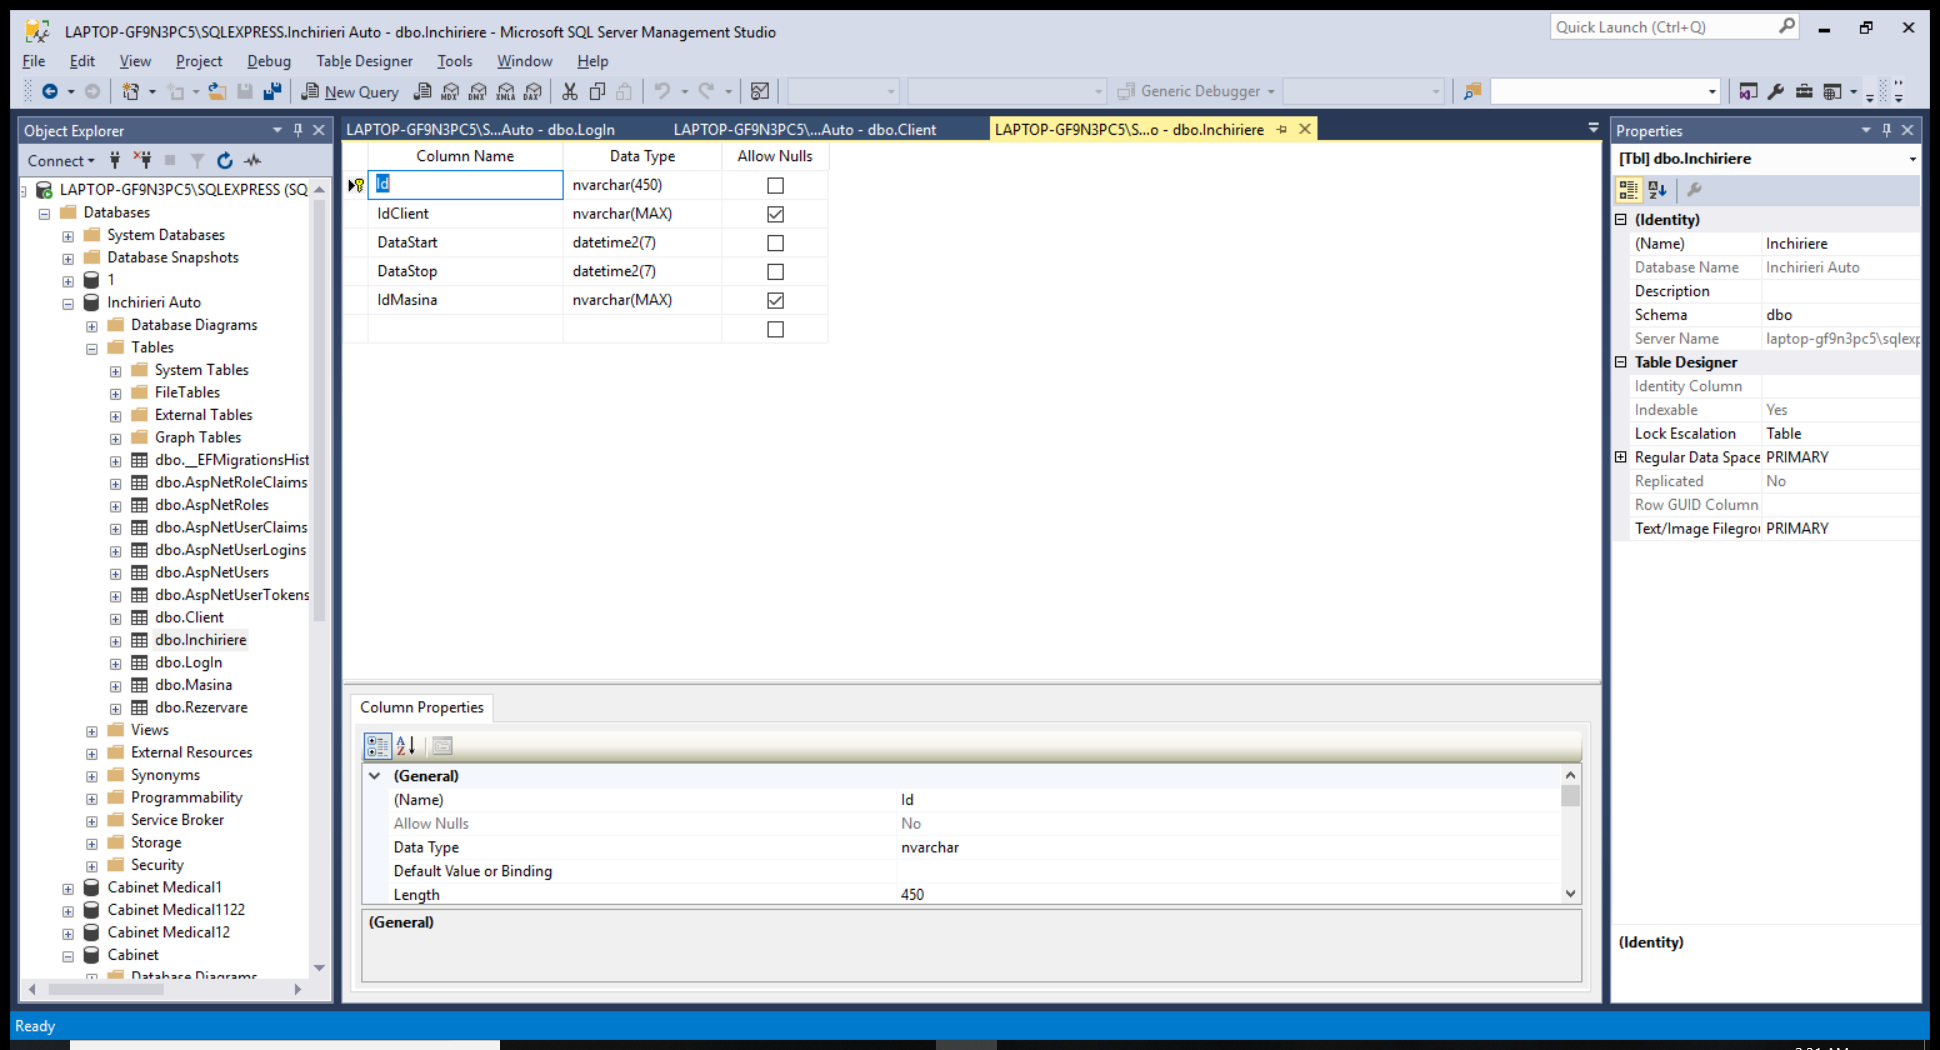 LAPTOP-GF9N3PC5\SQLEXPRESS.Inchirieri Auto - dbo.Inchiriere - Microsoft SQL Server Management Studio
Quick Launch (Ctrl+Q)
File Edit View Project Debug Table Designer Tools Window Help
New Query MDX DMX XMLA DAX Generic Debugger
Object Explorer
Connect
LAPTOP-GF9N3PC5\SQLEXPRESS (SQ
Databases
System Databases
Database Snapshots
1
Inchirieri Auto
Database Diagrams
Tables
System Tables
FileTables
External Tables
Graph Tables
dbo.__EFMigrationsHist
dbo.AspNetRoleClaims
dbo.AspNetRoles
dbo.AspNetUserClaims
dbo.AspNetUserLogins
dbo.AspNetUsers
dbo.AspNetUserTokens
dbo.Client
dbo.Inchiriere
dbo.LogIn
dbo.Masina
dbo.Rezervare
Views
External Resources
Synonyms
Programmability
Service Broker
Storage
Security
Cabinet Medical1
Cabinet Medical1122
Cabinet Medical12
Cabinet
Database Diagrams
LAPTOP-GF9N3PC5\S...Auto - dbo.LogIn LAPTOP-GF9N3PC5\...Auto - dbo.Client LAPTOP-GF9N3PC5\S...o - dbo.Inchiriere
Column Name Data Type Allow Nulls
Id nvarchar(450)
IdClient nvarchar(MAX)
DataStart datetime2(7)
DataStop datetime2(7)
IdMasina nvarchar(MAX)
Column Properties
(General)
(Name) Id
Allow Nulls No
Data Type nvarchar
Default Value or Binding
Length 450
(General)
Properties
[Tbl] dbo.Inchiriere
(Identity)
(Name) Inchiriere
Database Name Inchirieri Auto
Description
Schema dbo
Server Name laptop-gf9n3pc5\sqlexp
Table Designer
Identity Column
Indexable Yes
Lock Escalation Table
Regular Data Space PRIMARY
Replicated No
Row GUID Column
Text/Image Filegrou PRIMARY
(Identity)
Ready